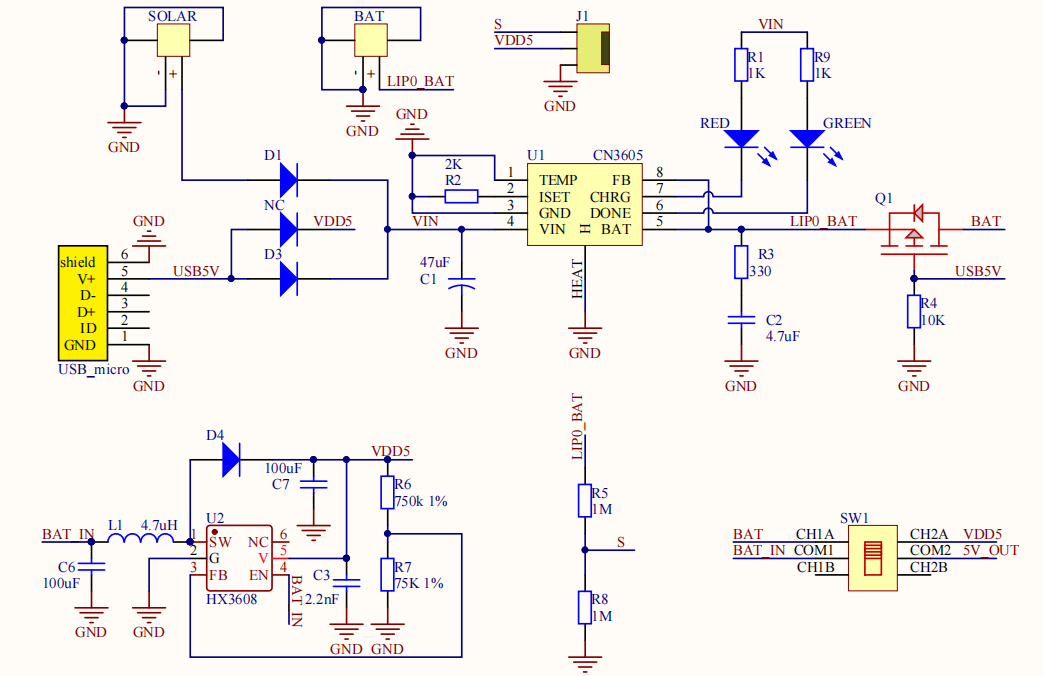 SOLAR
- +
GND
BAT
- +
LIP0_BAT
GND
J1
S
VDD5
GND
VIN
R1
1K
R9
1K
RED
GREEN
GND
2K
R2
U1 CN3605
1 TEMP FB 8
2 ISET CHRG 7
3 GND DONE 6
4 VIN BAT 5
H
HEAT
GND
D1
NC
VDD5
D3
VIN
47uF
C1
GND
GND
shield 6
V+ 5
D- 4
D+ 3
ID 2
GND 1
USB_micro
USB5V
GND
LIP0_BAT
R3
330
C2
4.7uF
GND
Q1
BAT
USB5V
R4
10K
GND
D4
100uF
C7
VDD5
R6
750k 1%
BAT_IN
L1 4.7uH
C6
100uF
GND
GND
U2
1 SW NC 6
2 G V 5
3 FB EN 4
HX3608
BAT_IN
C3
2.2nF
GND
R7
75K 1%
GND
LIP0_BAT
R5
1M
S
R8
1M
SW1
BAT CH1A CH2A VDD5
BAT_IN COM1 COM2 5V_OUT
CH1B CH2B